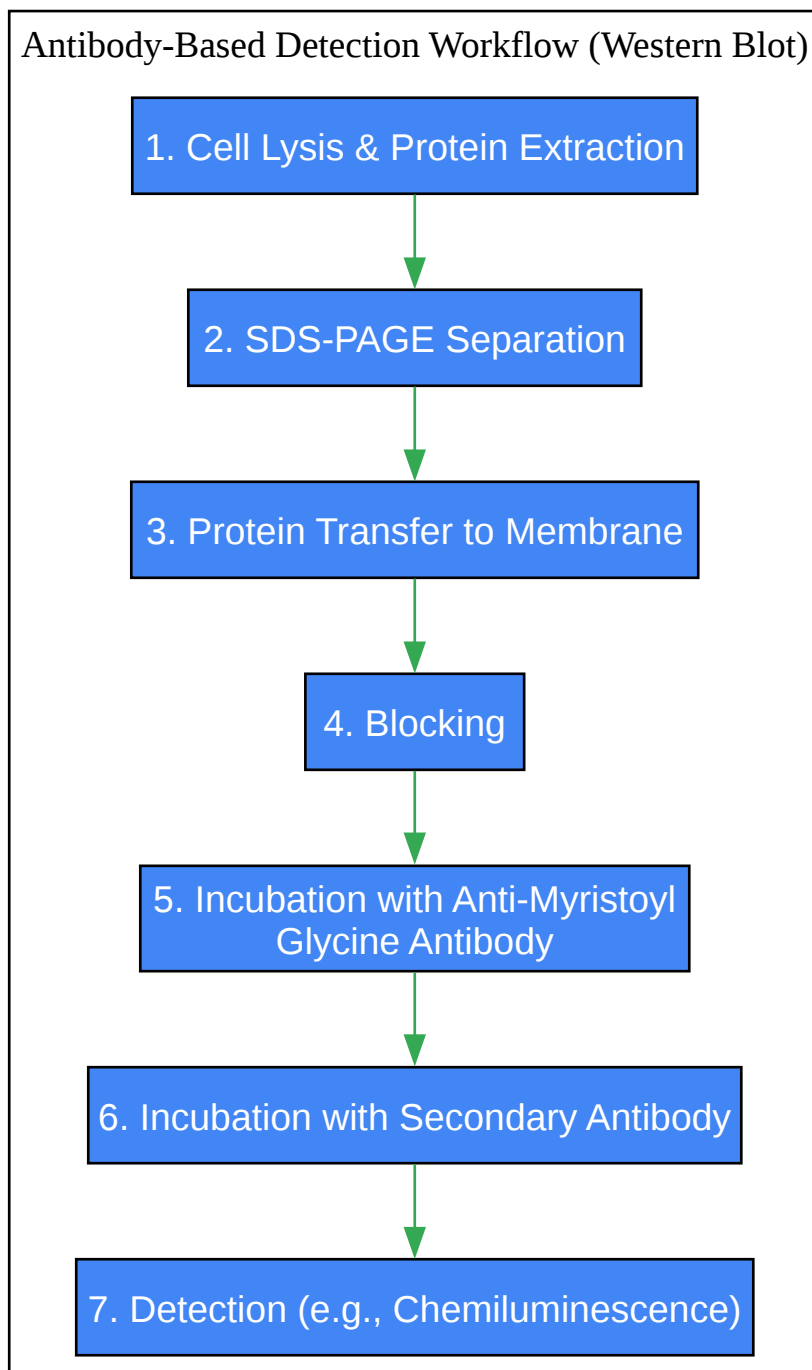 Antibody-Based Detection Workflow (Western Blot)
1. Cell Lysis & Protein Extraction
2. SDS-PAGE Separation
3. Protein Transfer to Membrane
4. Blocking
5. Incubation with Anti-Myristoyl
Glycine Antibody
6. Incubation with Secondary Antibody
7. Detection (e.g., Chemiluminescence)